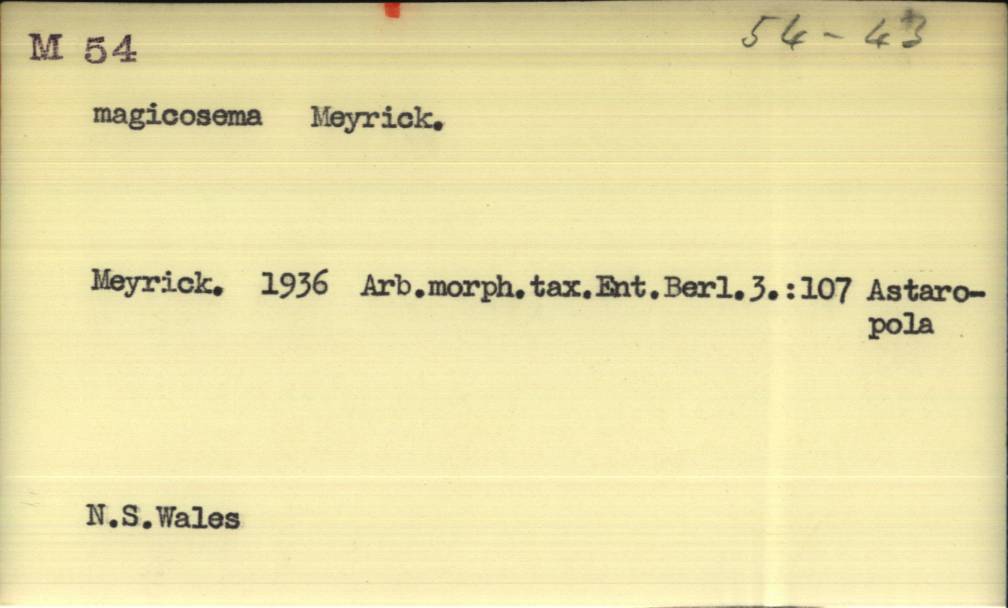 M 54
54-43
magicosema Meyrick.
Meyrick. 1936 Arb.morph.tax.Ent.Berl.3.:107 Astaro-
pola
N.S.Wales